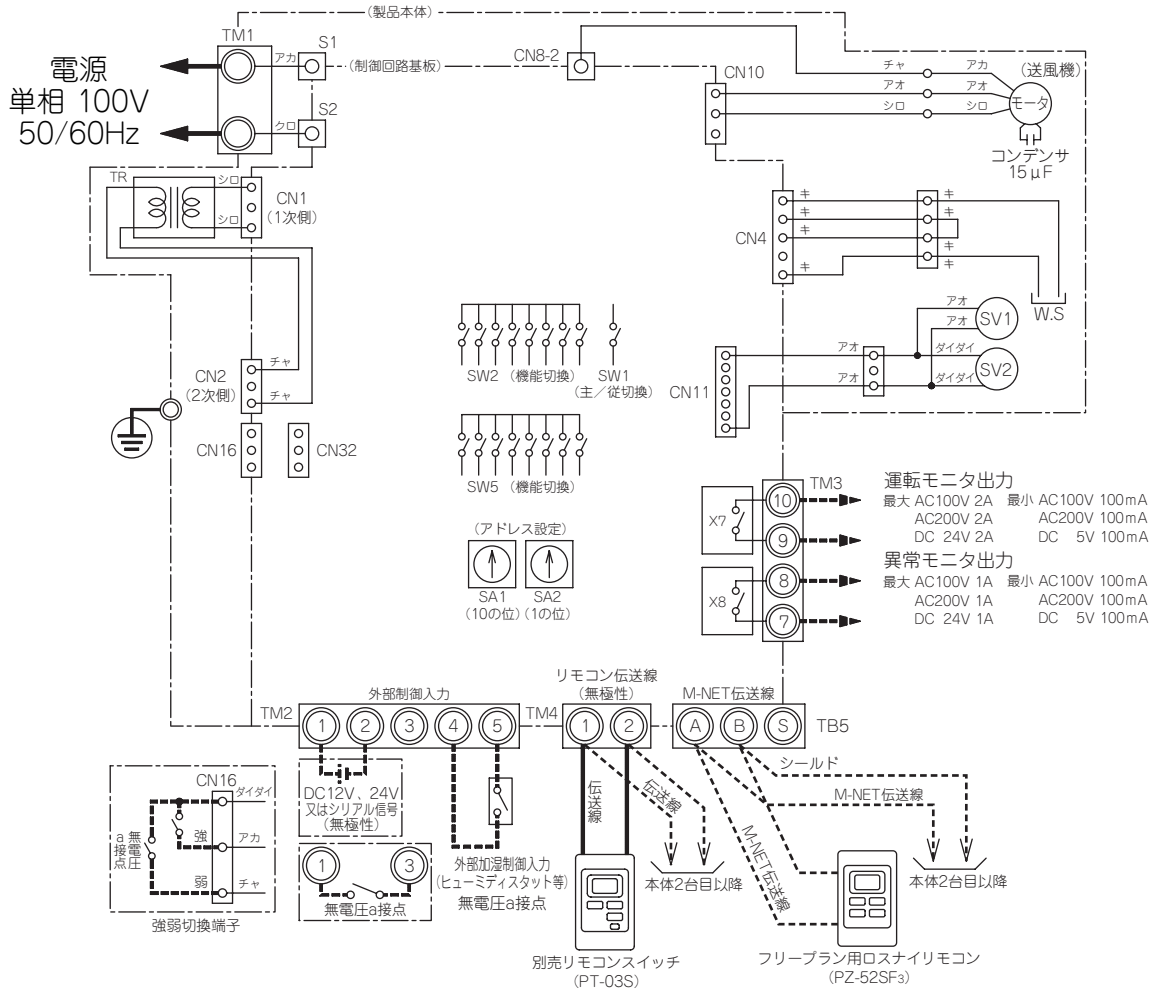 (製品本体)
TM1
S1
アカ
(制御回路基板)
CN8-2
S2
クロ
電源
単相 100V
50/60Hz
CN10
チャ
アカ
アオ
アオ
シロ
シロ
(送風機)
モータ
コンデンサ
15μF
TR
シロ
シロ
CN1
(1次側)
CN4
キ
キ
キ
キ
キ
キ
W.S
アオ
アオ
SV1
SV2
アオ
ダイダイ
アオ
ダイダイ
CN11
CN2
(2次側)
チャ
チャ
CN16
CN32
SW2 (機能切換)
SW1
(主/従切換)
SW5 (機能切換)
(アドレス設定)
SA1
(10の位)
SA2
(1の位)
X7
X8
TM3
10
9
8
7
運転モニタ出力
最大 AC100V 2A 最小 AC100V 100mA
AC200V 2A AC200V 100mA
DC 24V 2A DC 5V 100mA
異常モニタ出力
最大 AC100V 1A 最小 AC100V 100mA
AC200V 1A AC200V 100mA
DC 24V 1A DC 5V 100mA
外部制御入力
TM2
1 2 3 4 5
リモコン伝送線
(無極性)
TM4
1 2
M-NET伝送線
A B S
TB5
CN16
ダイダイ
強
アカ
弱
チャ
無電圧
a接点
強弱切換端子
DC12V、24V
又はシリアル信号
(無極性)
1 3
無電圧a接点
外部加湿制御入力
(ヒューミディスタット等)
無電圧a接点
伝送線
伝送線
本体2台目以降
別売リモコンスイッチ
(PT-03S)
シールド
M-NET伝送線
M-NET伝送線
本体2台目以降
フリープラン用ロスナイリモコン
(PZ-52SF3)